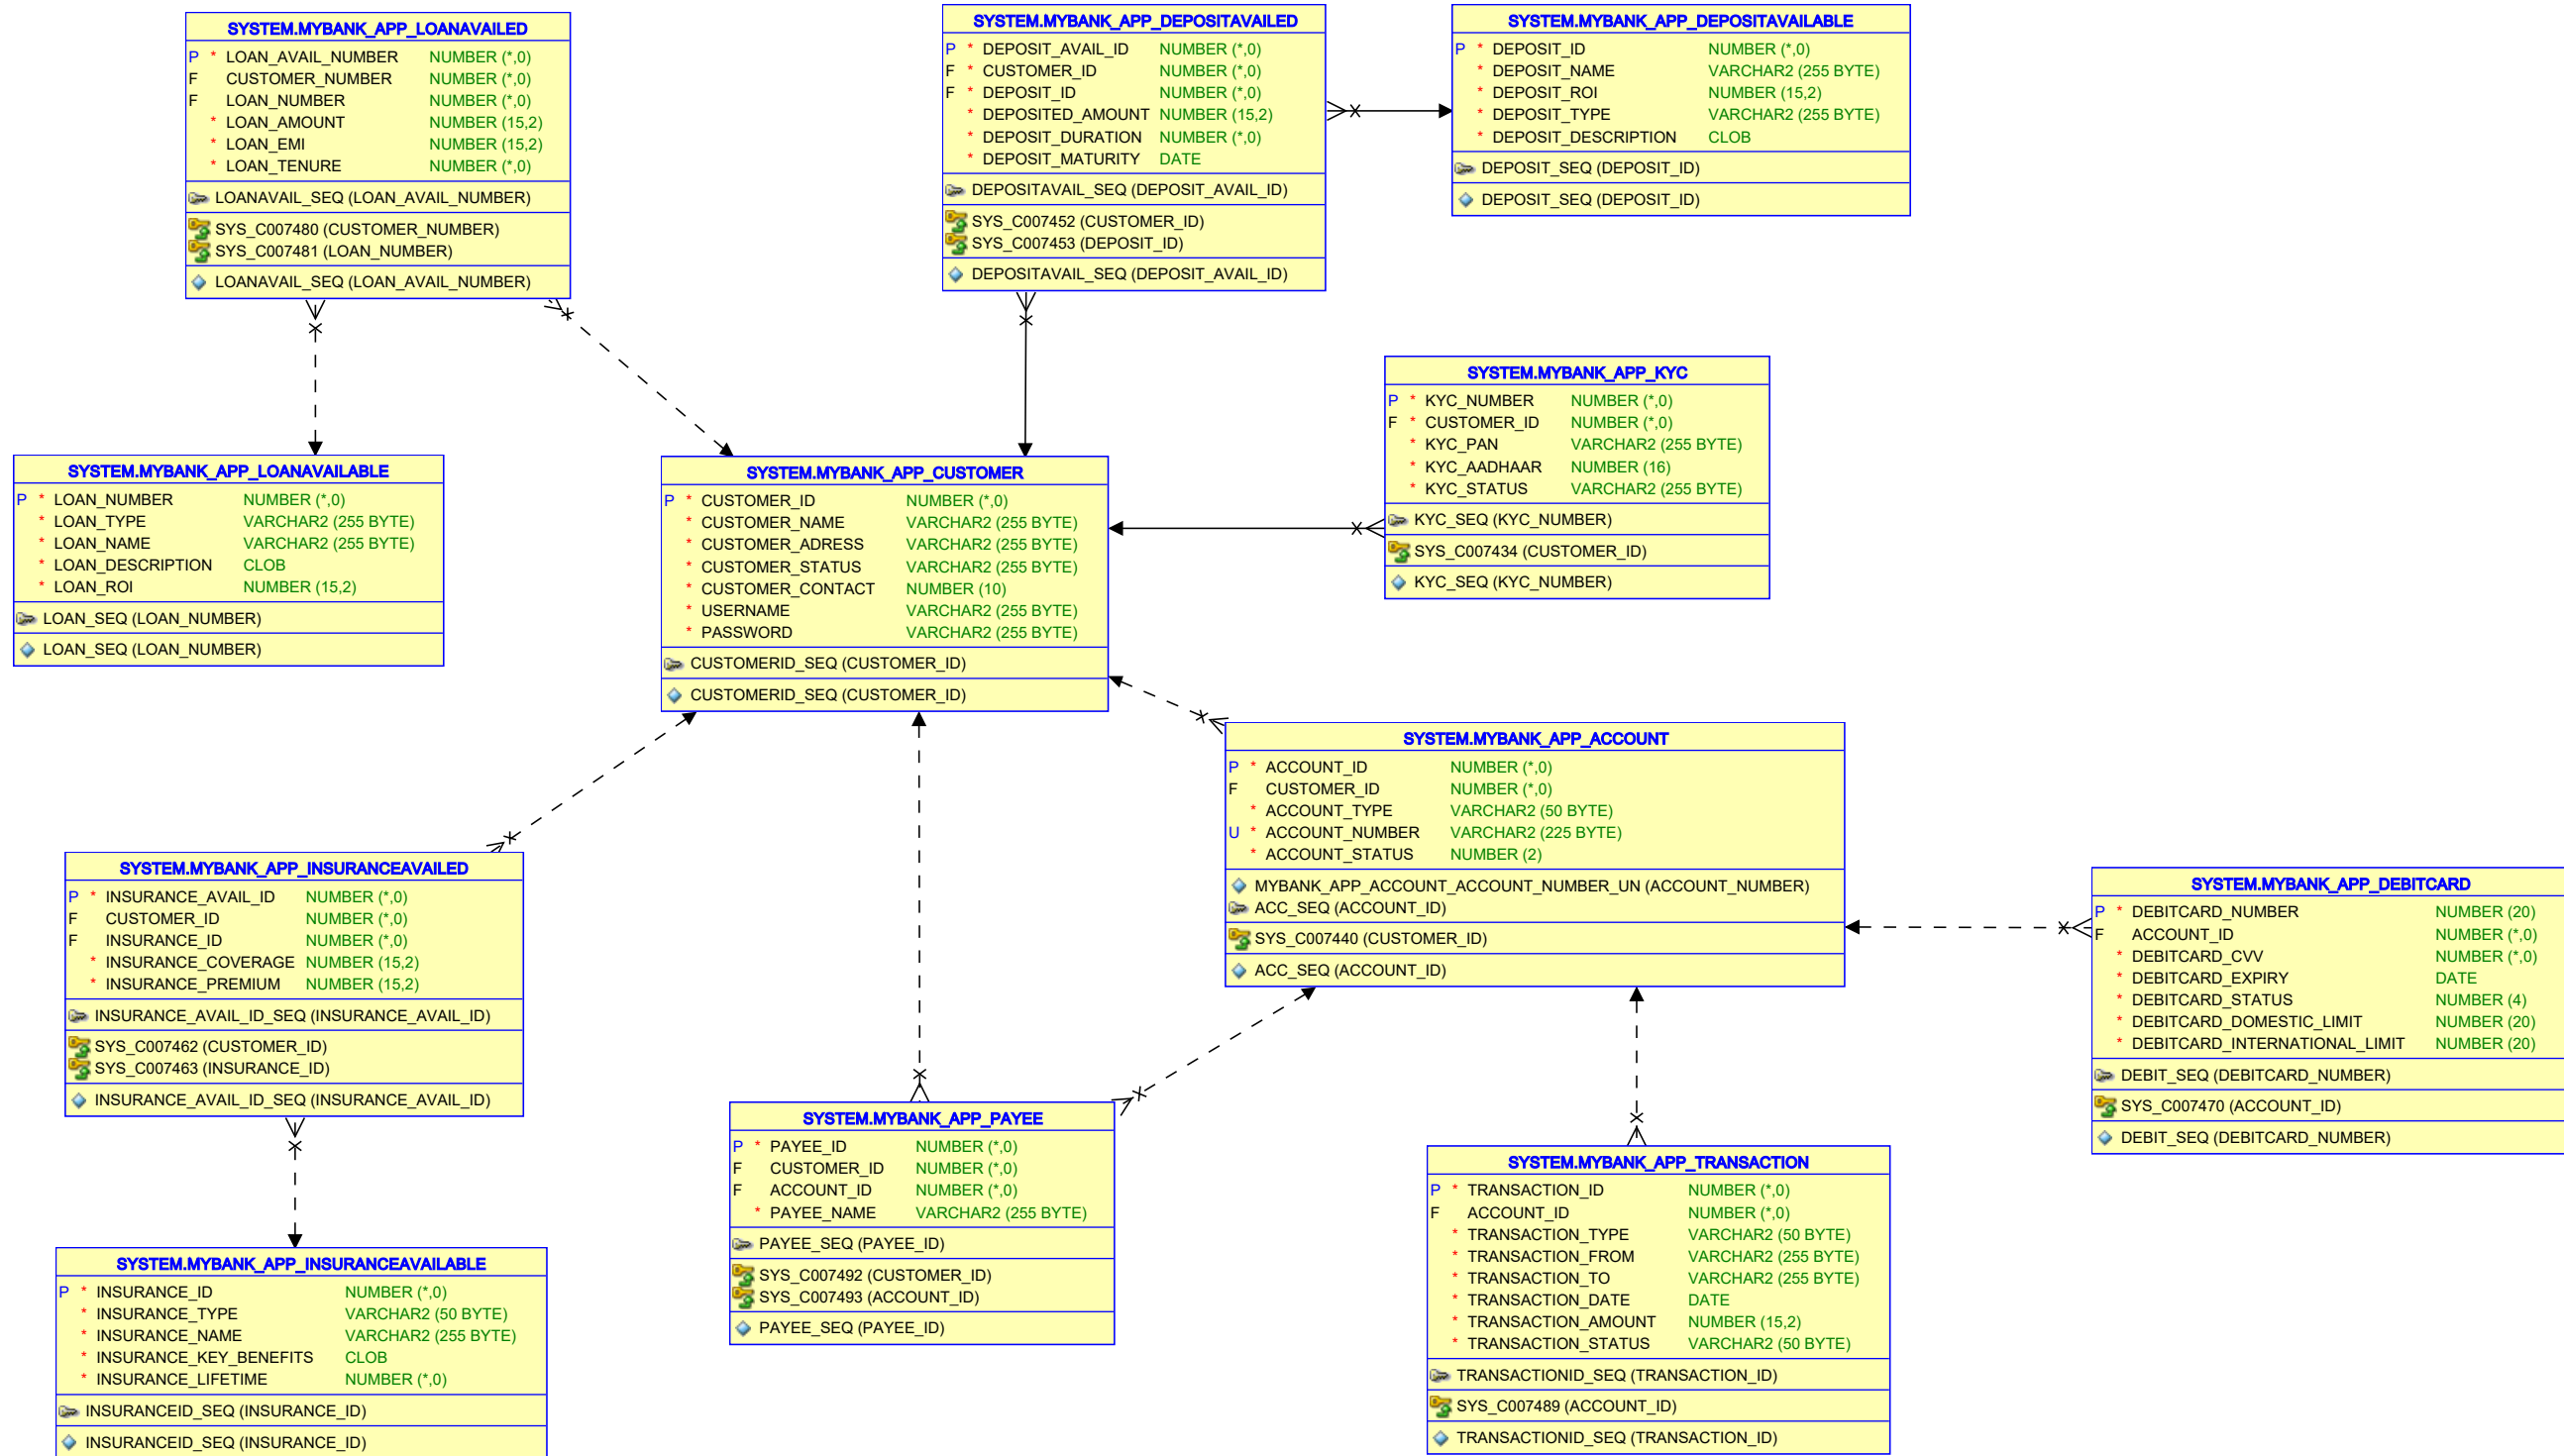 SYSTEM.MYBANK_APP_LOANAVAILED
P * LOAN_AVAIL_NUMBER NUMBER (*,0)
F CUSTOMER_NUMBER NUMBER (*,0)
F LOAN_NUMBER NUMBER (*,0)
* LOAN_AMOUNT NUMBER (15,2)
* LOAN_EMI NUMBER (15,2)
* LOAN_TENURE NUMBER (*,0)
LOANAVAIL_SEQ (LOAN_AVAIL_NUMBER)
SYS_C007480 (CUSTOMER_NUMBER)
SYS_C007481 (LOAN_NUMBER)
LOANAVAIL_SEQ (LOAN_AVAIL_NUMBER)
SYSTEM.MYBANK_APP_DEPOSITAVAILED
P * DEPOSIT_AVAIL_ID NUMBER (*,0)
F * CUSTOMER_ID NUMBER (*,0)
F * DEPOSIT_ID NUMBER (*,0)
* DEPOSITED_AMOUNT NUMBER (15,2)
* DEPOSIT_DURATION NUMBER (*,0)
* DEPOSIT_MATURITY DATE
DEPOSITAVAIL_SEQ (DEPOSIT_AVAIL_ID)
SYS_C007452 (CUSTOMER_ID)
SYS_C007453 (DEPOSIT_ID)
DEPOSITAVAIL_SEQ (DEPOSIT_AVAIL_ID)
SYSTEM.MYBANK_APP_DEPOSITAVAILABLE
P * DEPOSIT_ID NUMBER (*,0)
* DEPOSIT_NAME VARCHAR2 (255 BYTE)
* DEPOSIT_ROI NUMBER (15,2)
* DEPOSIT_TYPE VARCHAR2 (255 BYTE)
* DEPOSIT_DESCRIPTION CLOB
DEPOSIT_SEQ (DEPOSIT_ID)
DEPOSIT_SEQ (DEPOSIT_ID)
SYSTEM.MYBANK_APP_KYC
P * KYC_NUMBER NUMBER (*,0)
F * CUSTOMER_ID NUMBER (*,0)
* KYC_PAN VARCHAR2 (255 BYTE)
* KYC_AADHAAR NUMBER (16)
* KYC_STATUS VARCHAR2 (255 BYTE)
KYC_SEQ (KYC_NUMBER)
SYS_C007434 (CUSTOMER_ID)
KYC_SEQ (KYC_NUMBER)
SYSTEM.MYBANK_APP_LOANAVAILABLE
P * LOAN_NUMBER NUMBER (*,0)
* LOAN_TYPE VARCHAR2 (255 BYTE)
* LOAN_NAME VARCHAR2 (255 BYTE)
* LOAN_DESCRIPTION CLOB
* LOAN_ROI NUMBER (15,2)
LOAN_SEQ (LOAN_NUMBER)
LOAN_SEQ (LOAN_NUMBER)
SYSTEM.MYBANK_APP_CUSTOMER
P * CUSTOMER_ID NUMBER (*,0)
* CUSTOMER_NAME VARCHAR2 (255 BYTE)
* CUSTOMER_ADRESS VARCHAR2 (255 BYTE)
* CUSTOMER_STATUS VARCHAR2 (255 BYTE)
* CUSTOMER_CONTACT NUMBER (10)
* USERNAME VARCHAR2 (255 BYTE)
* PASSWORD VARCHAR2 (255 BYTE)
CUSTOMERID_SEQ (CUSTOMER_ID)
CUSTOMERID_SEQ (CUSTOMER_ID)
SYSTEM.MYBANK_APP_ACCOUNT
P * ACCOUNT_ID NUMBER (*,0)
F CUSTOMER_ID NUMBER (*,0)
* ACCOUNT_TYPE VARCHAR2 (50 BYTE)
U * ACCOUNT_NUMBER VARCHAR2 (225 BYTE)
* ACCOUNT_STATUS NUMBER (2)
MYBANK_APP_ACCOUNT_ACCOUNT_NUMBER_UN (ACCOUNT_NUMBER)
ACC_SEQ (ACCOUNT_ID)
SYS_C007440 (CUSTOMER_ID)
ACC_SEQ (ACCOUNT_ID)
SYSTEM.MYBANK_APP_INSURANCEAVAILED
P * INSURANCE_AVAIL_ID NUMBER (*,0)
F CUSTOMER_ID NUMBER (*,0)
F INSURANCE_ID NUMBER (*,0)
* INSURANCE_COVERAGE NUMBER (15,2)
* INSURANCE_PREMIUM NUMBER (15,2)
INSURANCE_AVAIL_ID_SEQ (INSURANCE_AVAIL_ID)
SYS_C007462 (CUSTOMER_ID)
SYS_C007463 (INSURANCE_ID)
INSURANCE_AVAIL_ID_SEQ (INSURANCE_AVAIL_ID)
SYSTEM.MYBANK_APP_DEBITCARD
P * DEBITCARD_NUMBER NUMBER (20)
F ACCOUNT_ID NUMBER (*,0)
* DEBITCARD_CVV NUMBER (*,0)
* DEBITCARD_EXPIRY DATE
* DEBITCARD_STATUS NUMBER (4)
* DEBITCARD_DOMESTIC_LIMIT NUMBER (20)
* DEBITCARD_INTERNATIONAL_LIMIT NUMBER (20)
DEBIT_SEQ (DEBITCARD_NUMBER)
SYS_C007470 (ACCOUNT_ID)
DEBIT_SEQ (DEBITCARD_NUMBER)
SYSTEM.MYBANK_APP_PAYEE
P * PAYEE_ID NUMBER (*,0)
F CUSTOMER_ID NUMBER (*,0)
F ACCOUNT_ID NUMBER (*,0)
* PAYEE_NAME VARCHAR2 (255 BYTE)
PAYEE_SEQ (PAYEE_ID)
SYS_C007492 (CUSTOMER_ID)
SYS_C007493 (ACCOUNT_ID)
PAYEE_SEQ (PAYEE_ID)
SYSTEM.MYBANK_APP_TRANSACTION
P * TRANSACTION_ID NUMBER (*,0)
F ACCOUNT_ID NUMBER (*,0)
* TRANSACTION_TYPE VARCHAR2 (50 BYTE)
* TRANSACTION_FROM VARCHAR2 (255 BYTE)
* TRANSACTION_TO VARCHAR2 (255 BYTE)
* TRANSACTION_DATE DATE
* TRANSACTION_AMOUNT NUMBER (15,2)
* TRANSACTION_STATUS VARCHAR2 (50 BYTE)
TRANSACTIONID_SEQ (TRANSACTION_ID)
SYS_C007489 (ACCOUNT_ID)
TRANSACTIONID_SEQ (TRANSACTION_ID)
SYSTEM.MYBANK_APP_INSURANCEAVAILABLE
P * INSURANCE_ID NUMBER (*,0)
* INSURANCE_TYPE VARCHAR2 (50 BYTE)
* INSURANCE_NAME VARCHAR2 (255 BYTE)
* INSURANCE_KEY_BENEFITS CLOB
* INSURANCE_LIFETIME NUMBER (*,0)
INSURANCEID_SEQ (INSURANCE_ID)
INSURANCEID_SEQ (INSURANCE_ID)